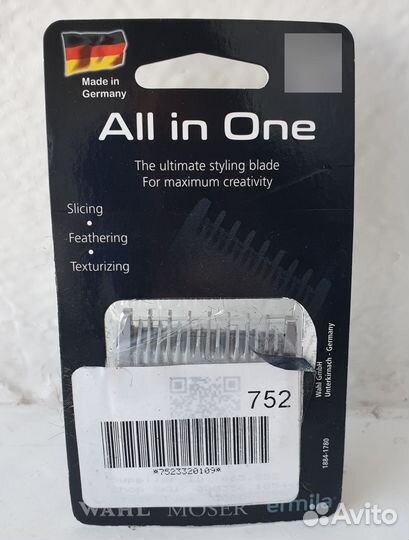 Made in
Germany
All in One
The ultimate styling blade
For maximum creativity
Slicing
•
Feathering
•
Texturizing
752
*7523320109*
Wahl GmbH
Unterkirnach - Germany
1884-1780
WAHL MOSER ermila
Avito